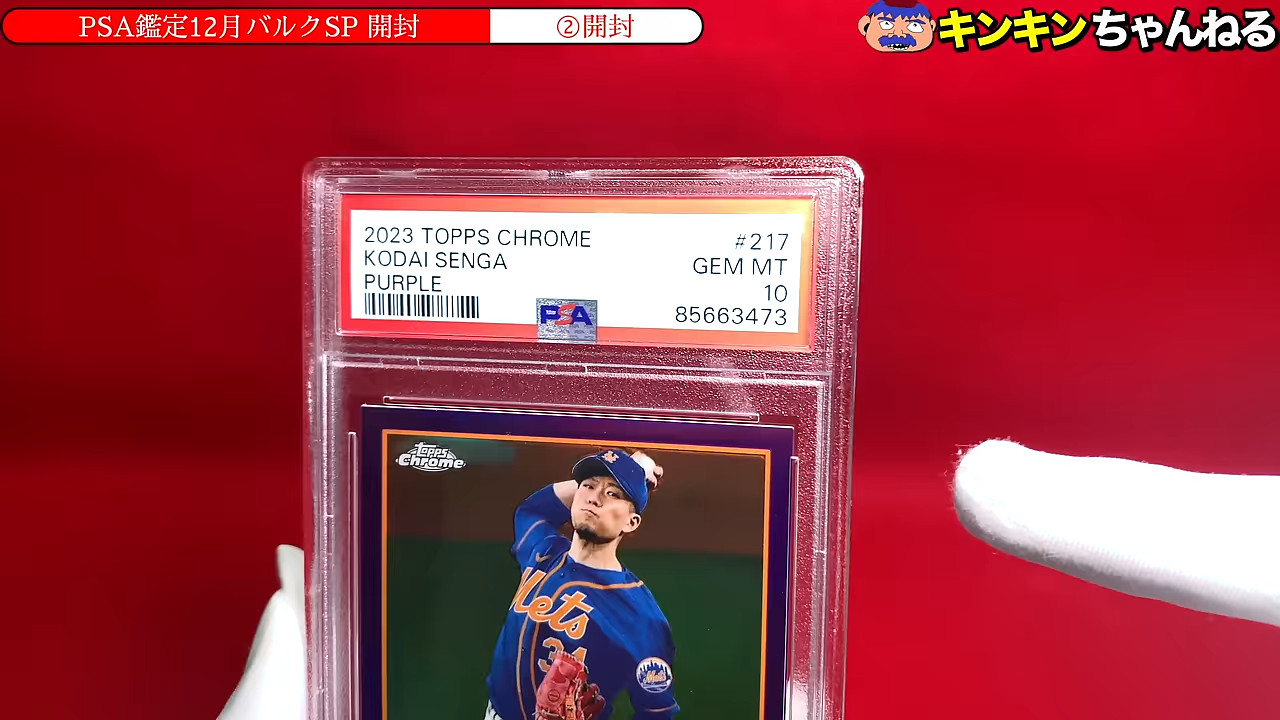 PSA鑑定12月バルクSP 開封
②開封
キンキンちゃんねる
2023 TOPPS CHROME
#217
KODAI SENGA
GEM MT
PURPLE
10
PSA
85663473
Topps
Chrome
Mets
34
Mets